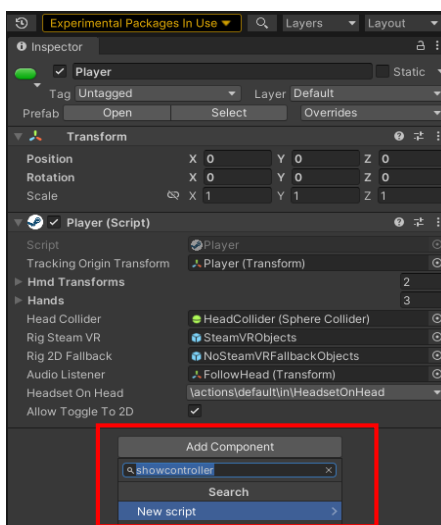 Experimental Packages In Use ▼ Layers Layout
Inspector
Player Static
Tag Untagged Layer Default
Prefab Open Select Overrides
Transform
Position X 0 Y 0 Z 0
Rotation X 0 Y 0 Z 0
Scale X 1 Y 1 Z 1
Player (Script)
Script Player
Tracking Origin Transform Player (Transform)
Hmd Transforms 2
Hands 3
Head Collider HeadCollider (Sphere Collider)
Rig Steam VR SteamVRObjects
Rig 2D Fallback NoSteamVRFallbackObjects
Audio Listener FollowHead (Transform)
Headset On Head \actions\default\in\HeadsetOnHead
Allow Toggle To 2D
Add Component
showcontroller
Search
New script